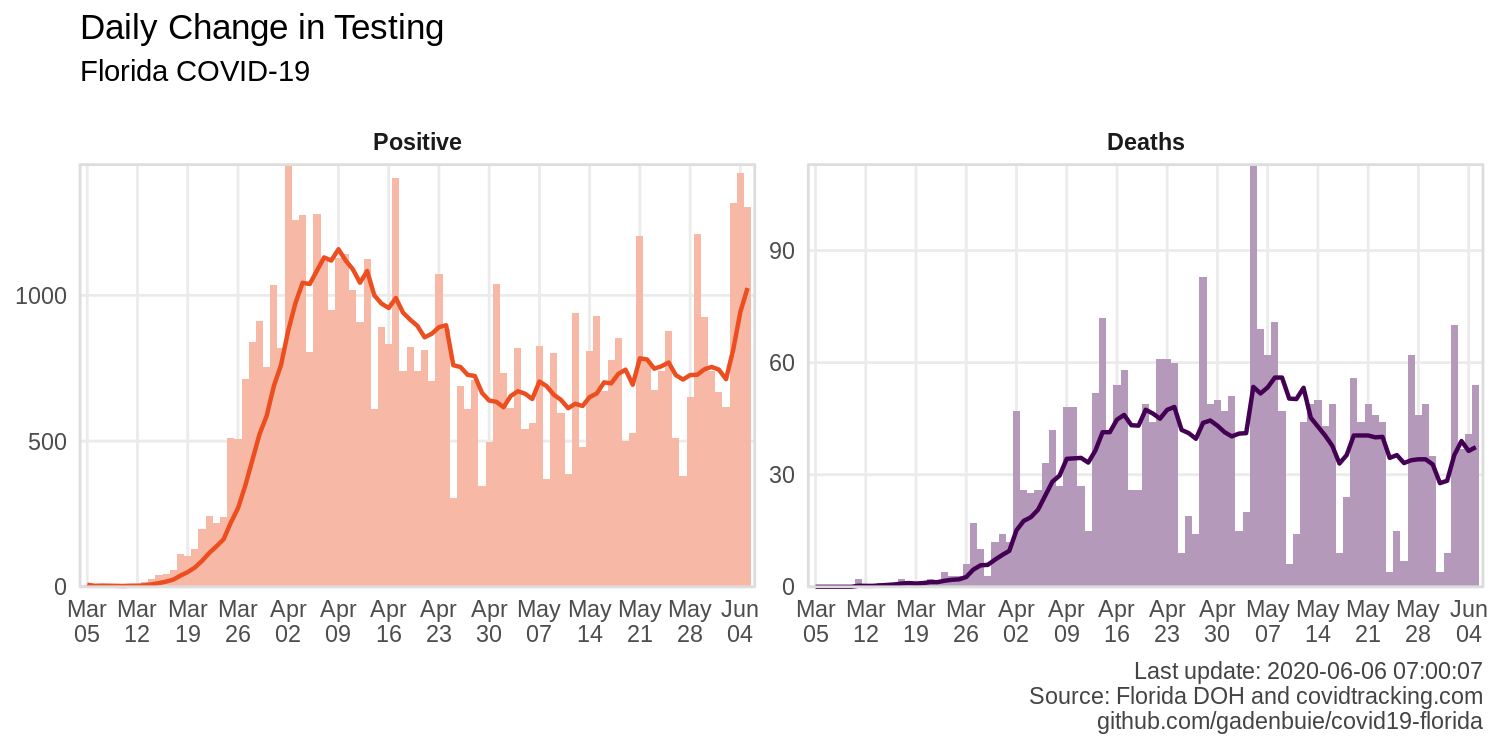 Daily Change in Testing
Florida COVID-19
Positive
1000
500
0
Mar Mar Mar Mar Apr Apr Apr Apr Apr May May May May Jun
05 12 19 26 02 09 16 23 30 07 14 21 28 04
Deaths
90
60
30
0
Mar Mar Mar Mar Apr Apr Apr Apr Apr May May May May Jun
05 12 19 26 02 09 16 23 30 07 14 21 28 04
Last update: 2020-06-06 07:00:07
Source: Florida DOH and covidtracking.com
github.com/gadenbuie/covid19-florida